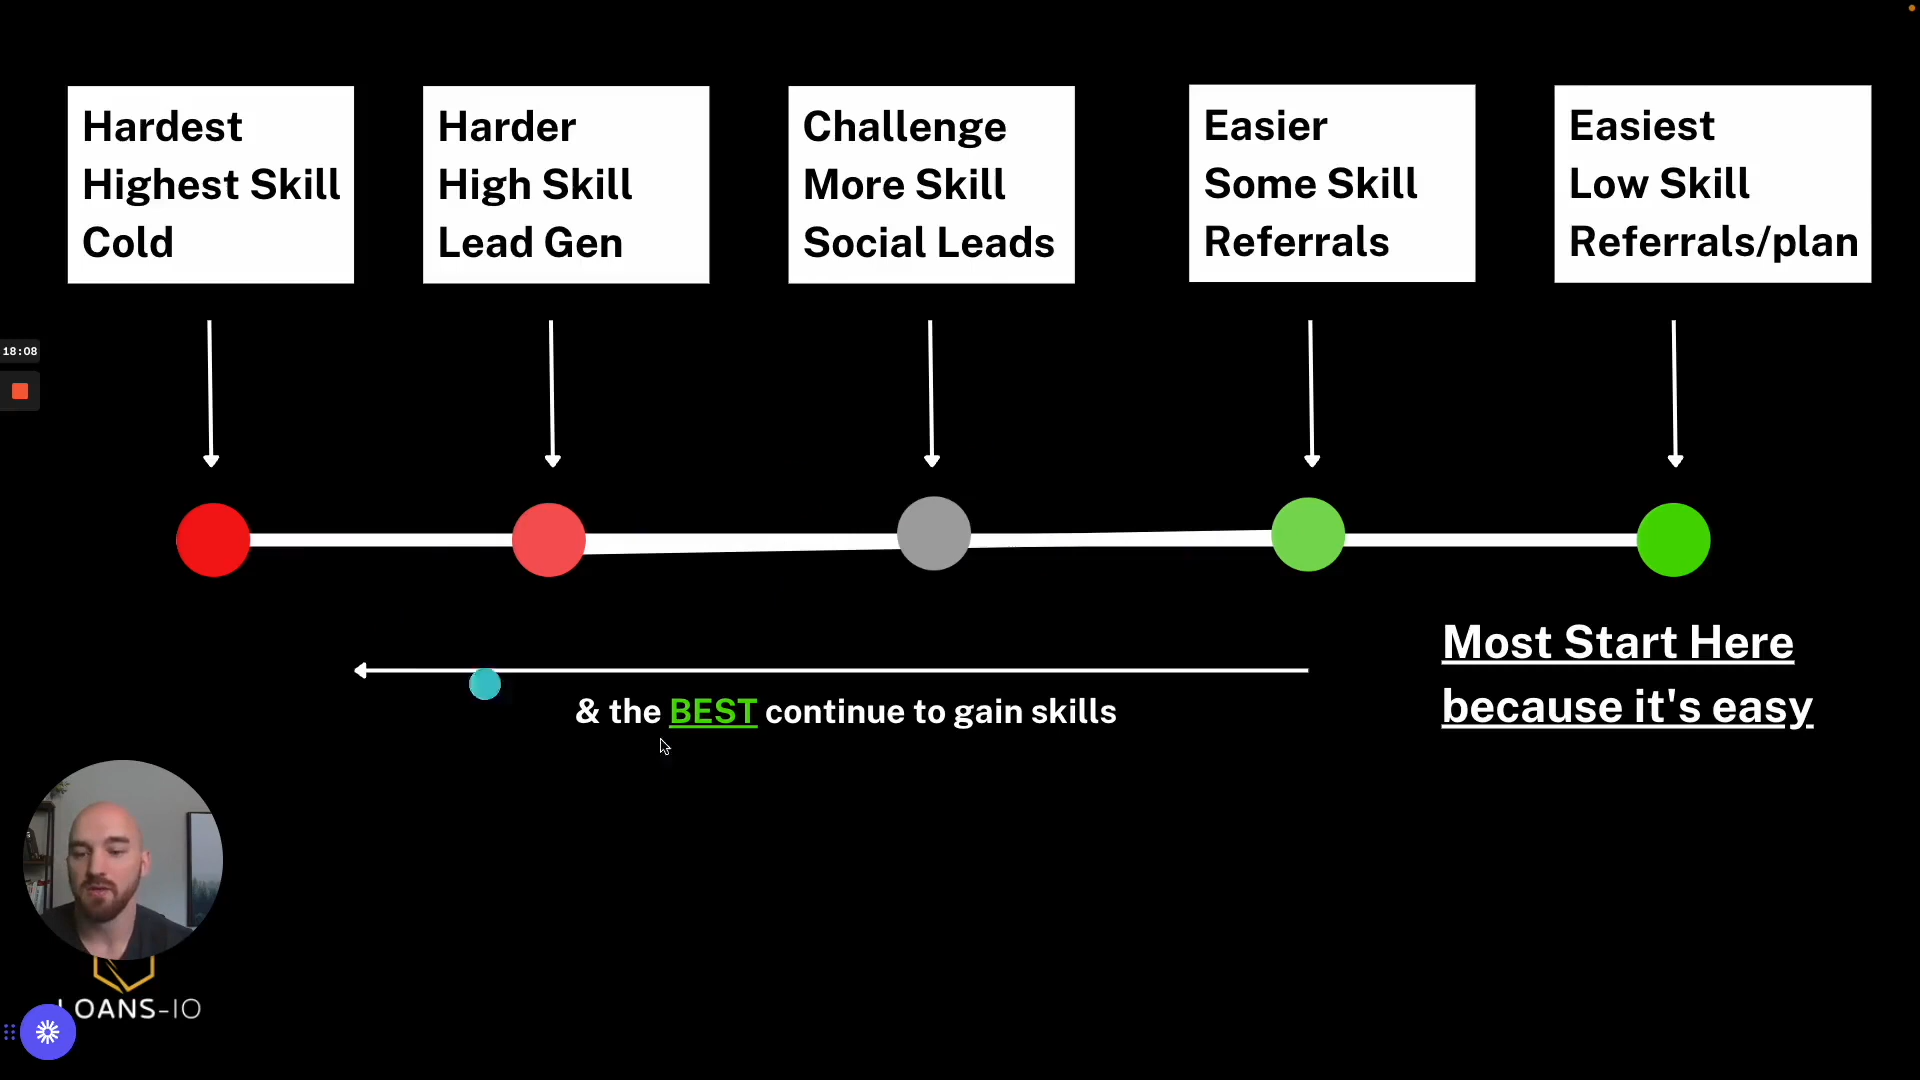 Hardest
Highest Skill
Cold
Harder
High Skill
Lead Gen
Challenge
More Skill
Social Leads
Easier
Some Skill
Referrals
Easiest
Low Skill
Referrals/plan
18:08
& the BEST continue to gain skills
Most Start Here
because it's easy
LOANS-IO